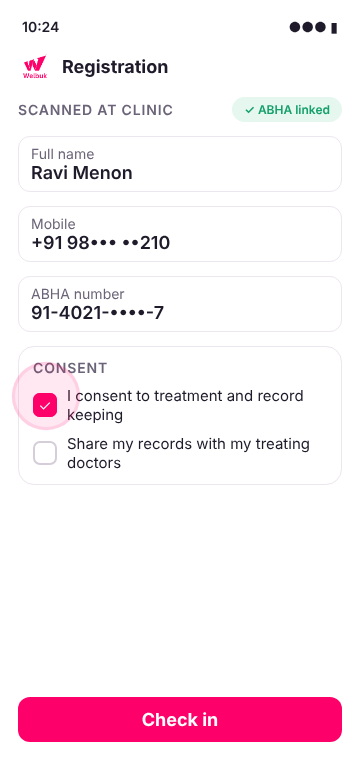 10:24
Welbuk
Registration
SCANNED AT CLINIC
✓ ABHA linked
Full name
Ravi Menon
Mobile
+91 98••• ••210
ABHA number
91-4021-••••-7
CONSENT
I consent to treatment and record
keeping
Share my records with my treating
doctors
Check in